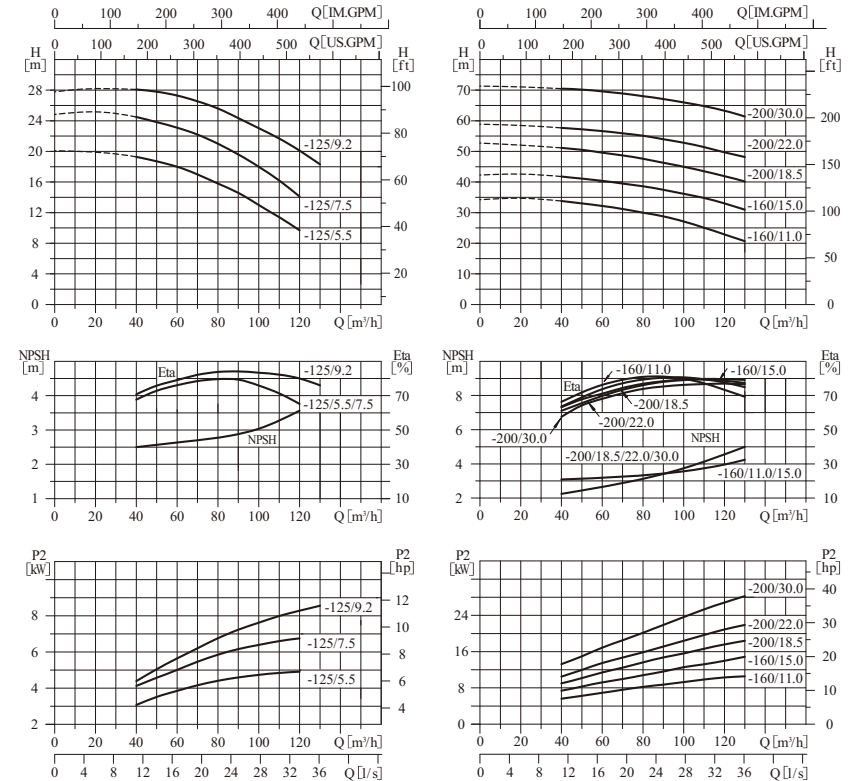 0 100 200 300 400 Q[IM.GPM]
0 100 200 300 400 500 Q[US.GPM]
H
[m]
H
[ft]
28
24
20
16
12
8
4
0
100
80
60
40
20
-125/9.2
-125/7.5
-125/5.5
0 20 40 60 80 100 120 Q[m³/h]
NPSH
[m]
Eta
[%]
4
3
2
1
70
50
30
10
Eta
-125/9.2
-125/5.5/7.5
NPSH
0 20 40 60 80 100 120 Q[m³/h]
P2
[kW]
P2
[hp]
8
6
4
2
12
10
8
6
4
-125/9.2
-125/7.5
-125/5.5
0 20 40 60 80 100 120 Q[m³/h]
0 4 8 12 16 20 24 28 32 36 Q[l/s]
0 100 200 300 400 Q[IM.GPM]
0 100 200 300 400 500 Q[US.GPM]
H
[m]
H
[ft]
70
60
50
40
30
20
10
0
200
150
100
50
0
-200/30.0
-200/22.0
-200/18.5
-160/15.0
-160/11.0
0 20 40 60 80 100 120 Q[m³/h]
NPSH
[m]
Eta
[%]
8
6
4
2
70
50
30
10
-160/11.0
-160/15.0
Eta
-200/18.5
-200/22.0
-200/30.0
NPSH
-200/18.5/22.0/30.0
-160/11.0/15.0
0 20 40 60 80 100 120 Q[m³/h]
P2
[kW]
P2
[hp]
24
16
8
0
40
30
20
10
0
-200/30.0
-200/22.0
-200/18.5
-160/15.0
-160/11.0
0 20 40 60 80 100 120 Q[m³/h]
0 4 8 12 16 20 24 28 32 36 Q[l/s]